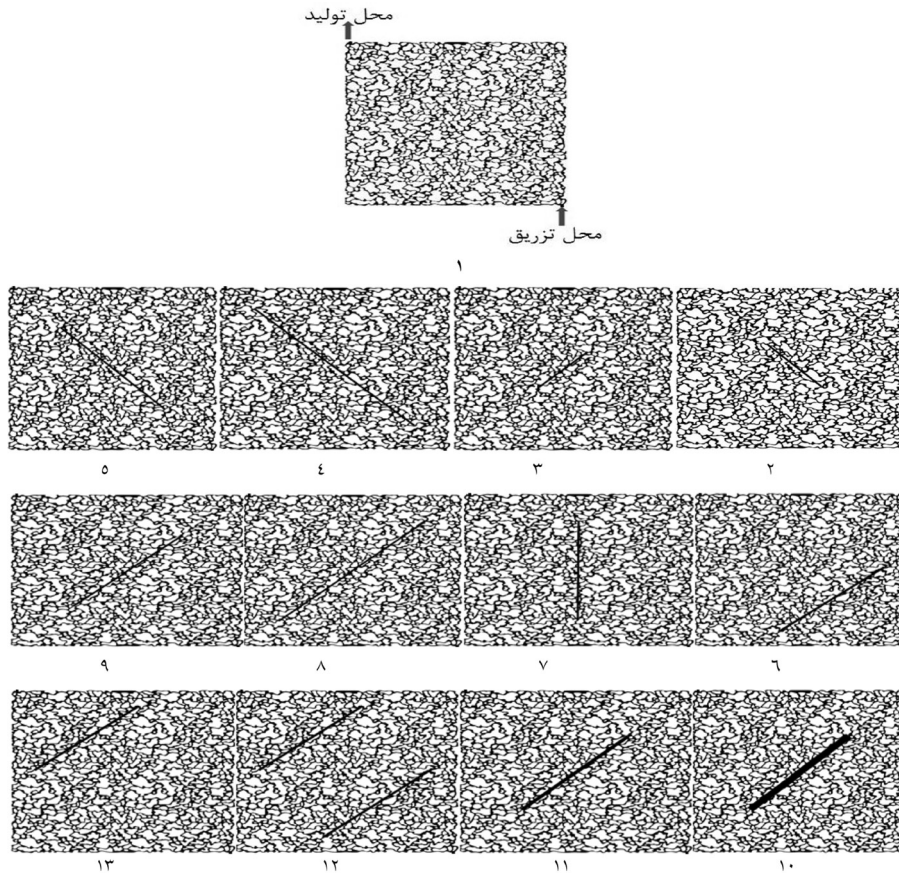 محل تولید
محل تزریق
۱
۵ ۴ ۳ ۲
۹ ۸ ۷ ۶
۱۳ ۱۲ ۱۱ ۱۰